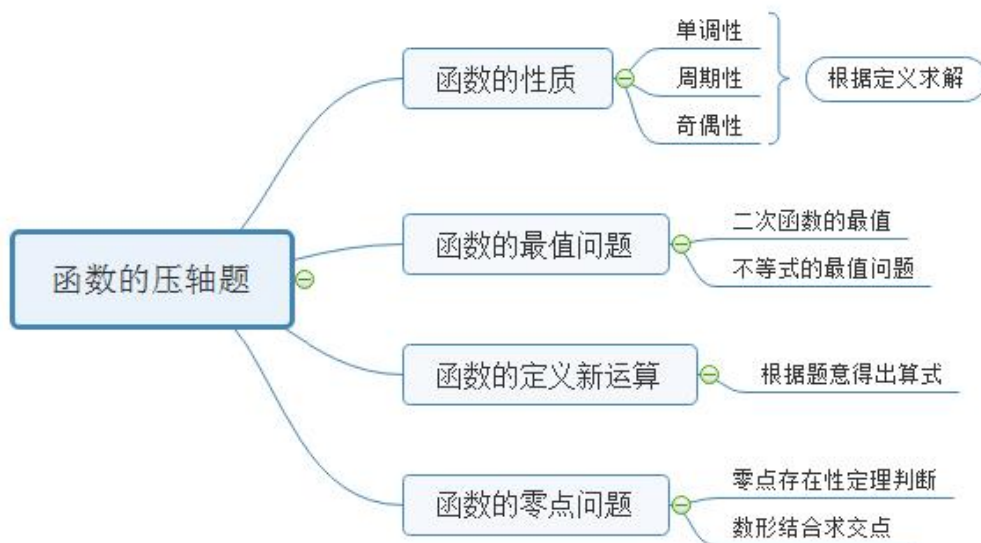 函数的压轴题
函数的性质
单调性
周期性
奇偶性
根据定义求解
函数的最值问题
二次函数的最值
不等式的最值问题
函数的定义新运算
根据题意得出算式
函数的零点问题
零点存在性定理判断
数形结合求交点